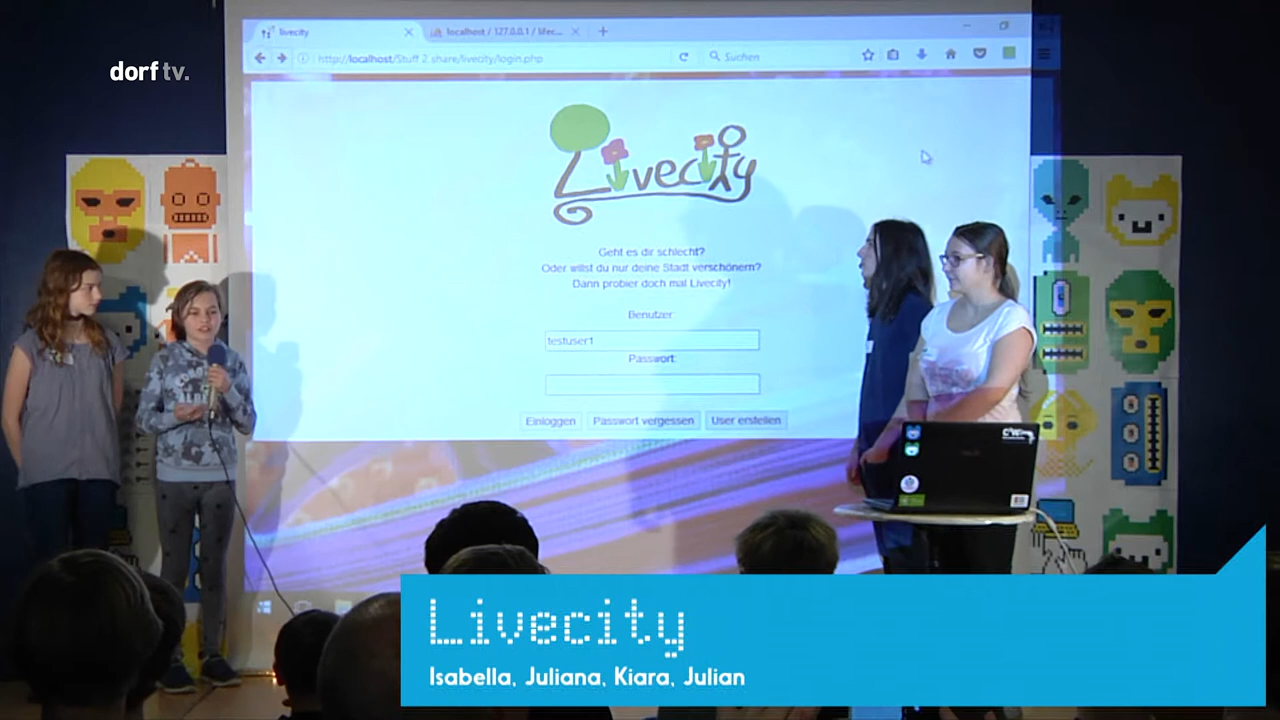 livecity
localhost / 127.0.0.1 / lifec...
http://localhost/Stuff 2.share/livecity/login.php
Suchen
dorf tv.
Livecity
Geht es dir schlecht?
Oder willst du nur deine Stadt verschönern?
Dann probier doch mal Livecity!
Benutzer:
testuser1
Passwort:
Einloggen
Passwort vergessen
User erstellen
Livecity
Isabella, Juliana, Kiara, Julian